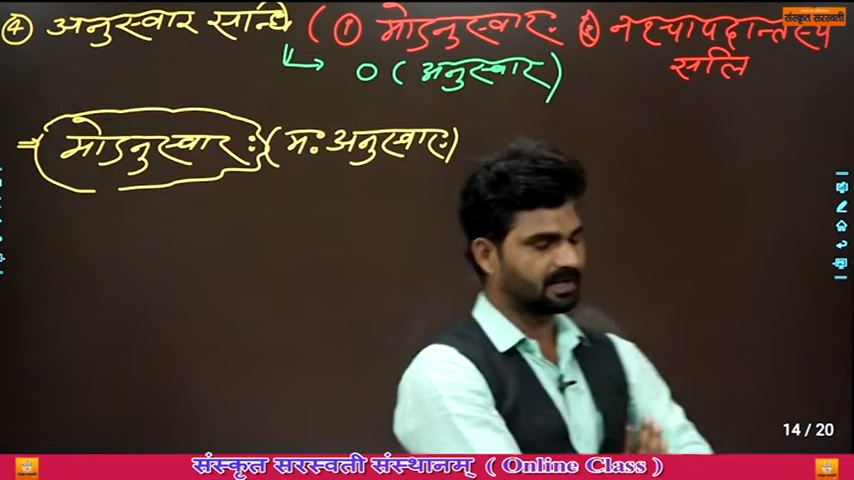 ④ अनुस्वार सन्धि ( ① मोऽनुस्वारः ② नश्चापदान्तस्य
झलि
० (अनुस्वार)
⇒ मोऽनुस्वारः (मः अनुस्वारः)
संस्कृत सरस्वती
14 / 20
संस्कृत सरस्वती संस्थानम् ( Online Class )